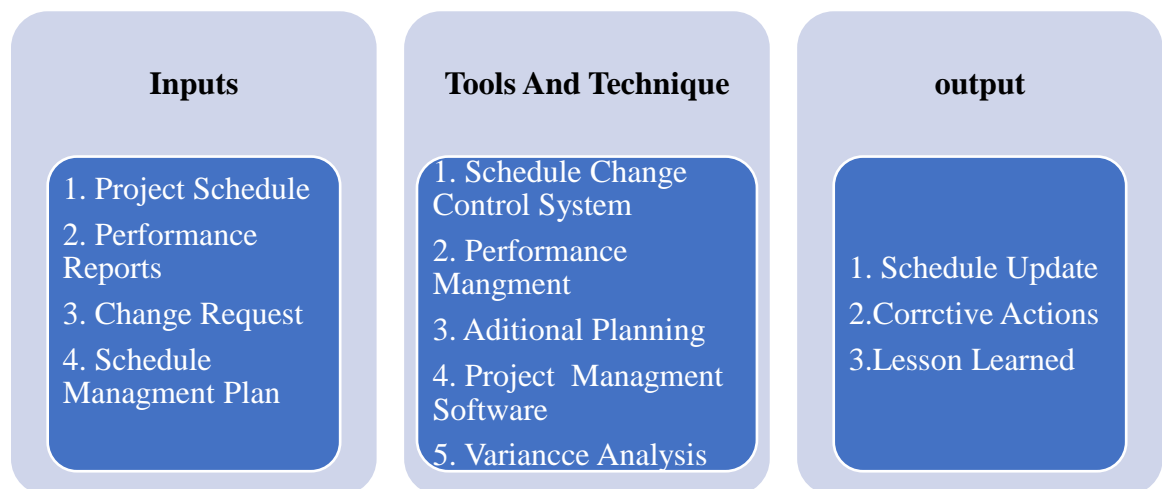 Inputs
1. Project Schedule
2. Performance
Reports
3. Change Request
4. Schedule
Managment Plan
Tools And Technique
1. Schedule Change
Control System
2. Performance
Mangment
3. Aditional Planning
4. Project Managment
Software
5. Variancce Analysis
output
1. Schedule Update
2.Corrctive Actions
3.Lesson Learned